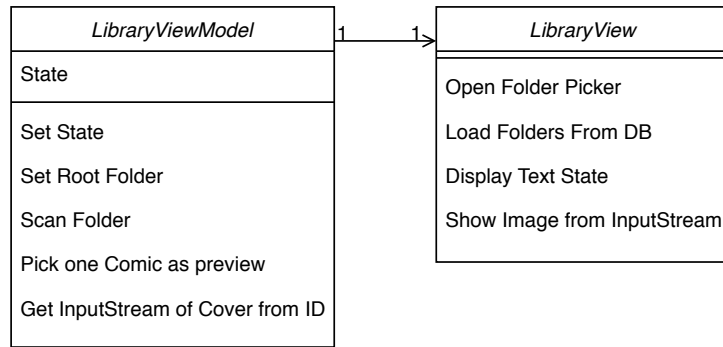 LibraryViewModel
State
Set State
Set Root Folder
Scan Folder
Pick one Comic as preview
Get InputStream of Cover from ID
1 1
LibraryView
Open Folder Picker
Load Folders From DB
Display Text State
Show Image from InputStream